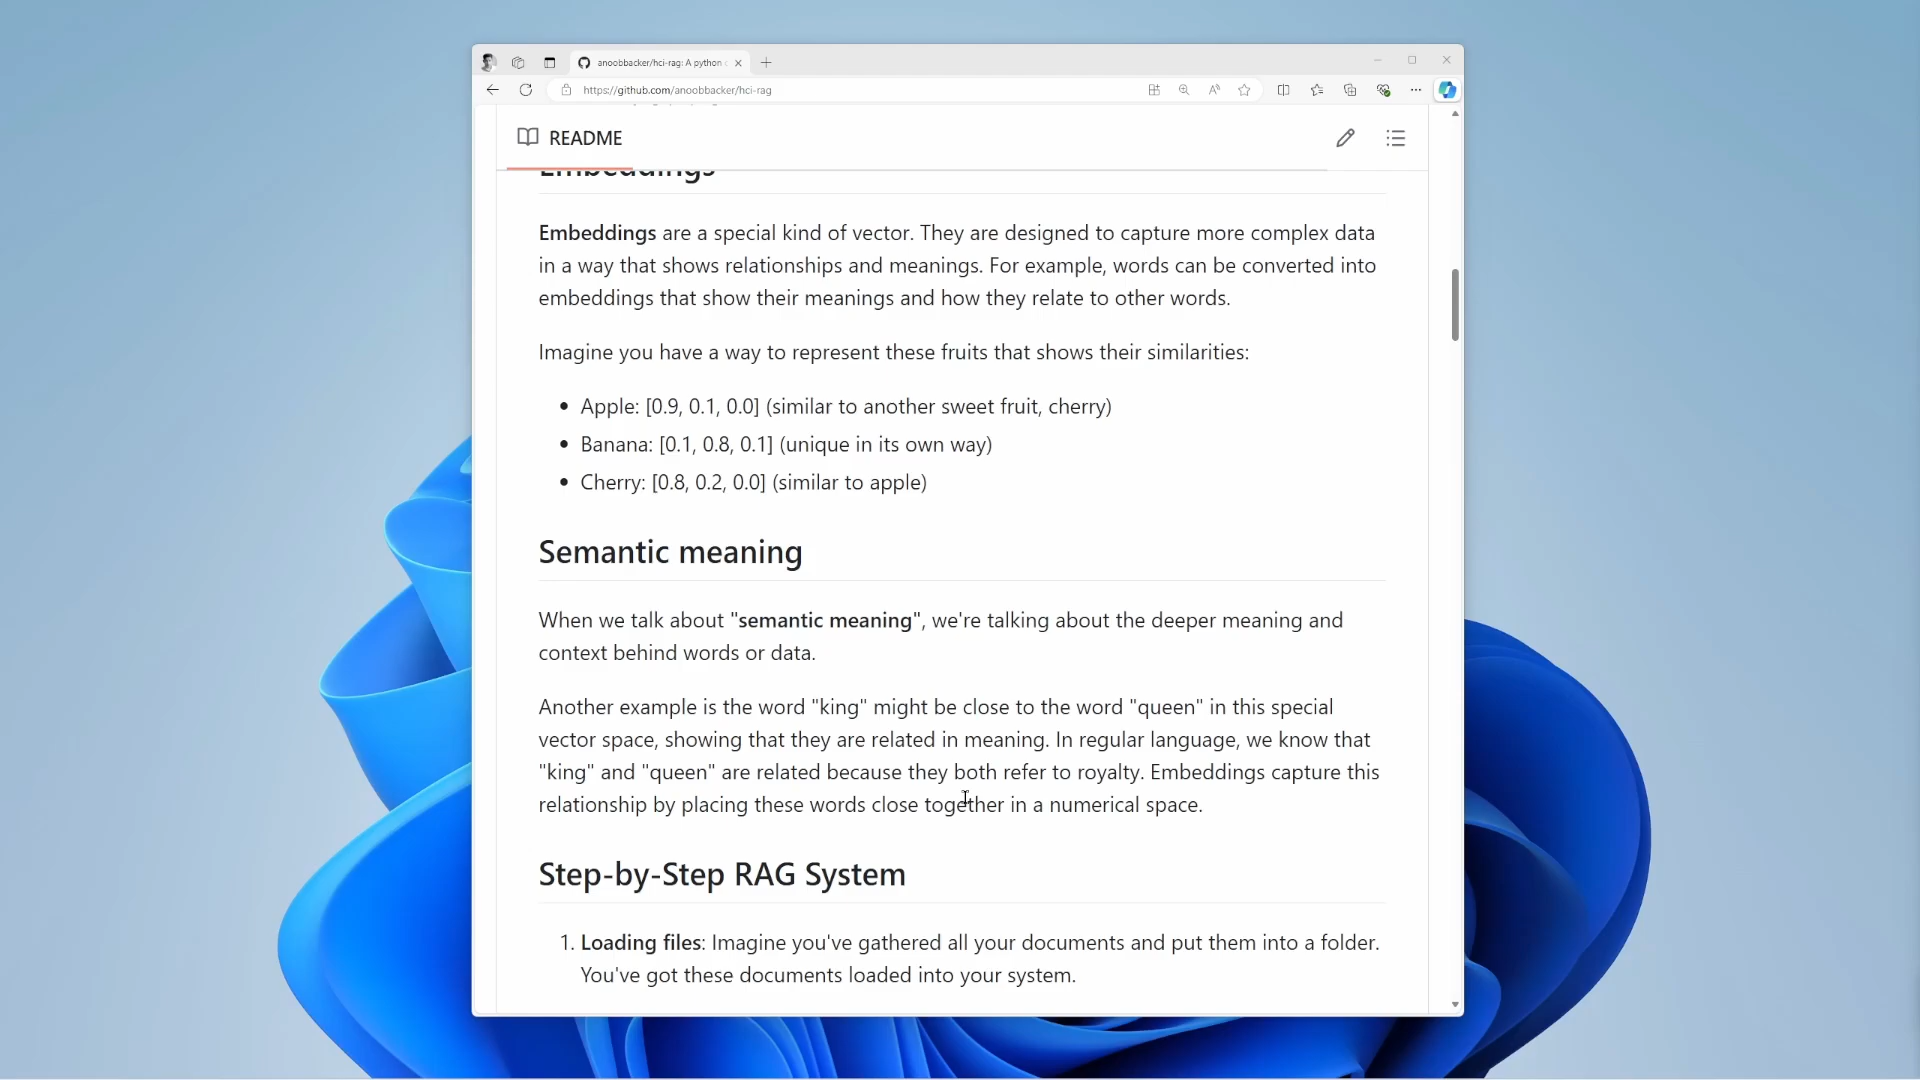 anoobbacker/hci-rag: A python
https://github.com/anoobbacker/hci-rag
README
Embeddings
Embeddings are a special kind of vector. They are designed to capture more complex data
in a way that shows relationships and meanings. For example, words can be converted into
embeddings that show their meanings and how they relate to other words.
Imagine you have a way to represent these fruits that shows their similarities:
• Apple: [0.9, 0.1, 0.0] (similar to another sweet fruit, cherry)
• Banana: [0.1, 0.8, 0.1] (unique in its own way)
• Cherry: [0.8, 0.2, 0.0] (similar to apple)
Semantic meaning
When we talk about "semantic meaning", we're talking about the deeper meaning and
context behind words or data.
Another example is the word "king" might be close to the word "queen" in this special
vector space, showing that they are related in meaning. In regular language, we know that
"king" and "queen" are related because they both refer to royalty. Embeddings capture this
relationship by placing these words close together in a numerical space.
Step-by-Step RAG System
1. Loading files: Imagine you've gathered all your documents and put them into a folder.
You've got these documents loaded into your system.